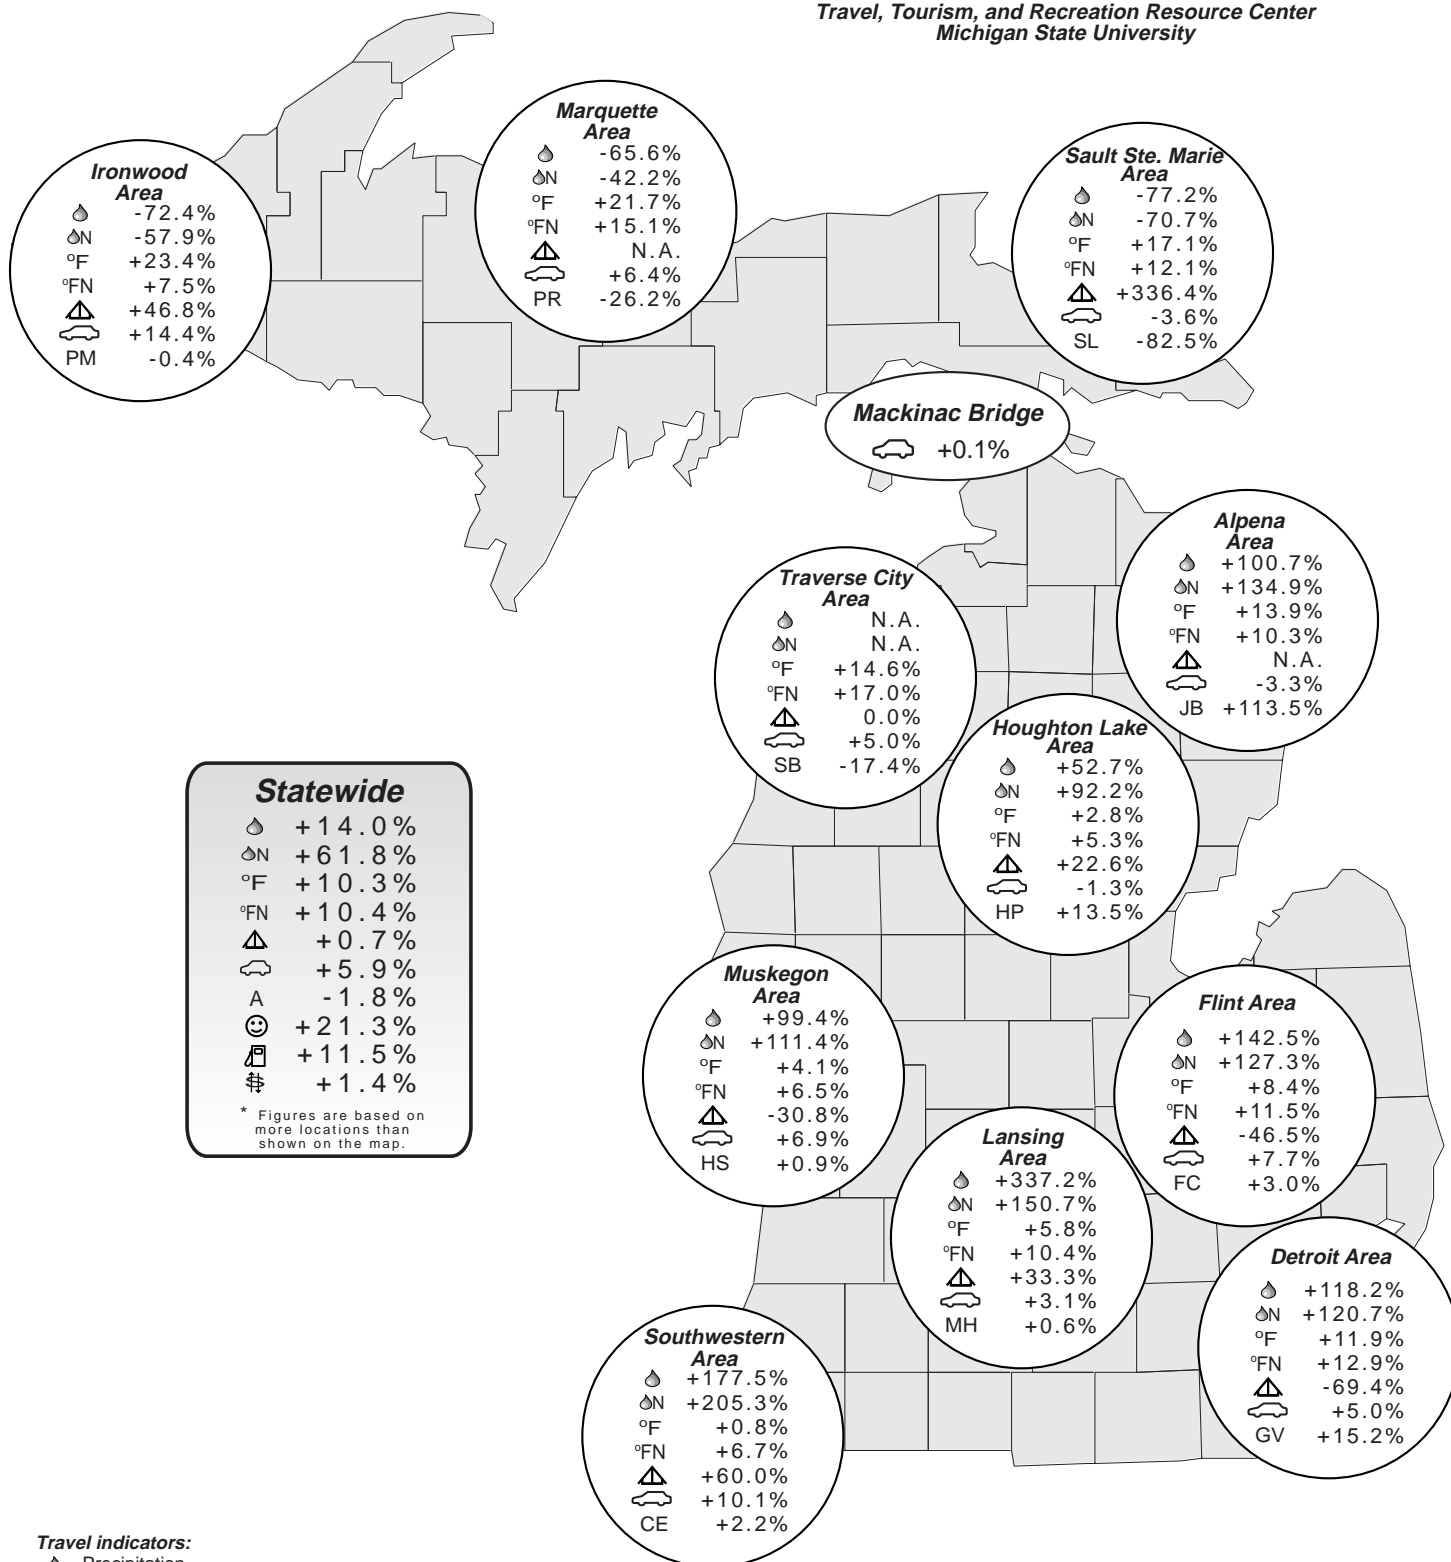 Travel, Tourism, and Recreation Resource Center
Michigan State University
Marquette
Area
-65.6%
N -42.2%
°F +21.7%
°FN +15.1%
N.A.
+6.4%
PR -26.2%
Sault Ste. Marie
Area
-77.2%
N -70.7%
°F +17.1%
°FN +12.1%
+336.4%
-3.6%
SL -82.5%
Ironwood
Area
-72.4%
N -57.9%
°F +23.4%
°FN +7.5%
+46.8%
+14.4%
PM -0.4%
Mackinac Bridge
+0.1%
Alpena
Area
+100.7%
N +134.9%
°F +13.9%
°FN +10.3%
N.A.
-3.3%
JB +113.5%
Traverse City
Area
N.A.
N N.A.
°F +14.6%
°FN +17.0%
0.0%
+5.0%
SB -17.4%
Houghton Lake
Area
+52.7%
N +92.2%
°F +2.8%
°FN +5.3%
+22.6%
-1.3%
HP +13.5%
Statewide
+14.0%
N +61.8%
°F +10.3%
°FN +10.4%
+0.7%
+5.9%
A -1.8%
+21.3%
+11.5%
+1.4%
* Figures are based on
more locations than
shown on the map.
Muskegon
Area
+99.4%
N +111.4%
°F +4.1%
°FN +6.5%
-30.8%
+6.9%
HS +0.9%
Flint Area
+142.5%
N +127.3%
°F +8.4%
°FN +11.5%
-46.5%
+7.7%
FC +3.0%
Lansing
Area
+337.2%
N +150.7%
°F +5.8%
°FN +10.4%
+33.3%
+3.1%
MH +0.6%
Detroit Area
+118.2%
N +120.7%
°F +11.9%
°FN +12.9%
-69.4%
+5.0%
GV +15.2%
Southwestern
Area
+177.5%
N +205.3%
°F +0.8%
°FN +6.7%
+60.0%
+10.1%
CE +2.2%
Travel indicators:
Precipitation